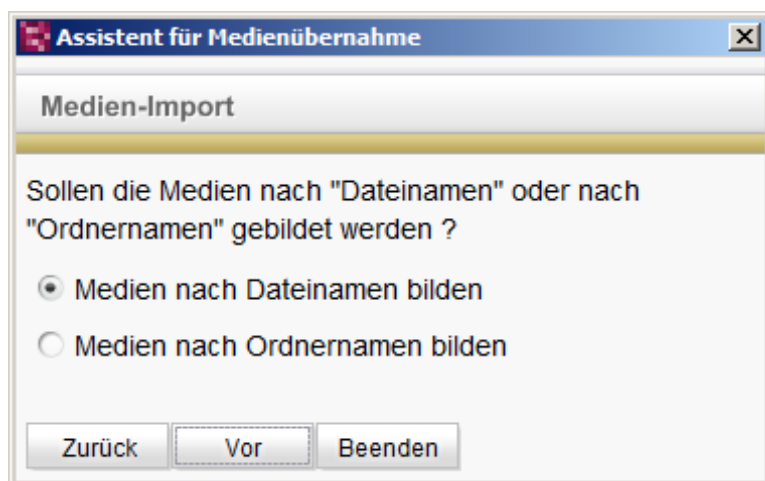 Assistent für Medienübernahme
Medien-Import
Sollen die Medien nach "Dateinamen" oder nach
"Ordnernamen" gebildet werden ?
Medien nach Dateinamen bilden
Medien nach Ordnernamen bilden
Zurück Vor Beenden